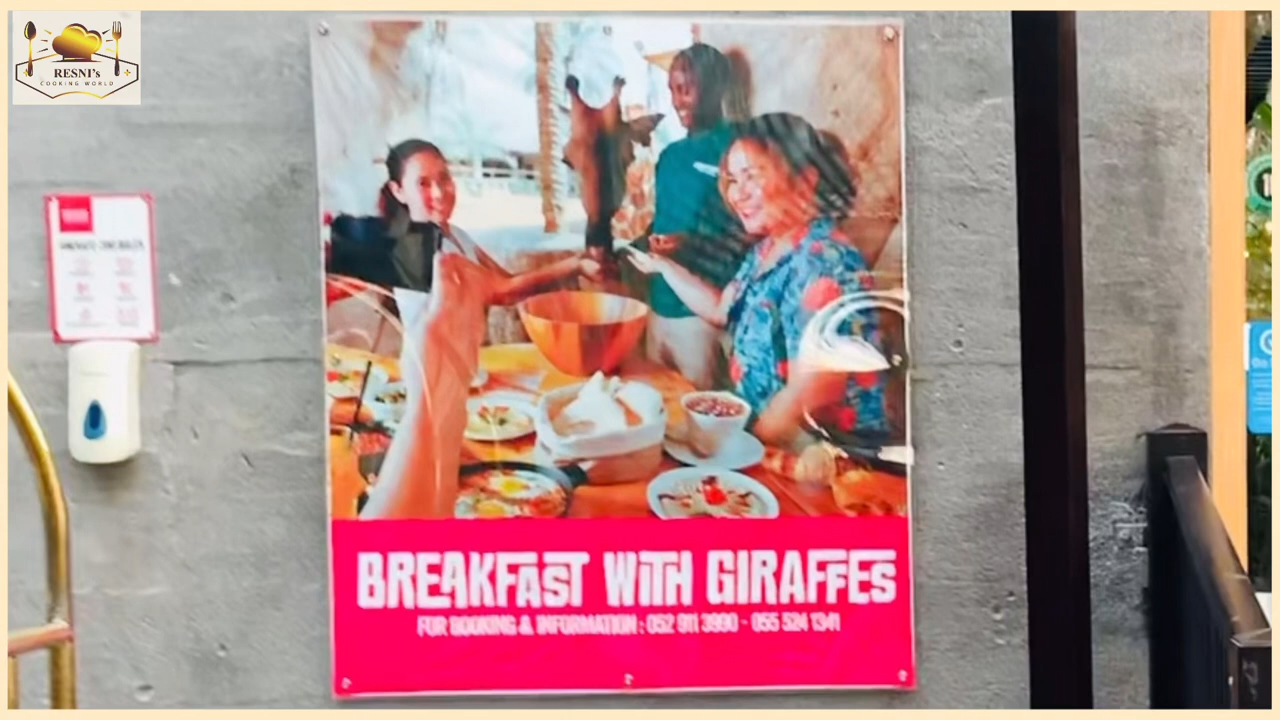 RESNI's
COOKING WORLD
BREAKFAST WITH GIRAFFES
FOR BOOKING & INFORMATION : 052 911 3990 - 055 524 1341